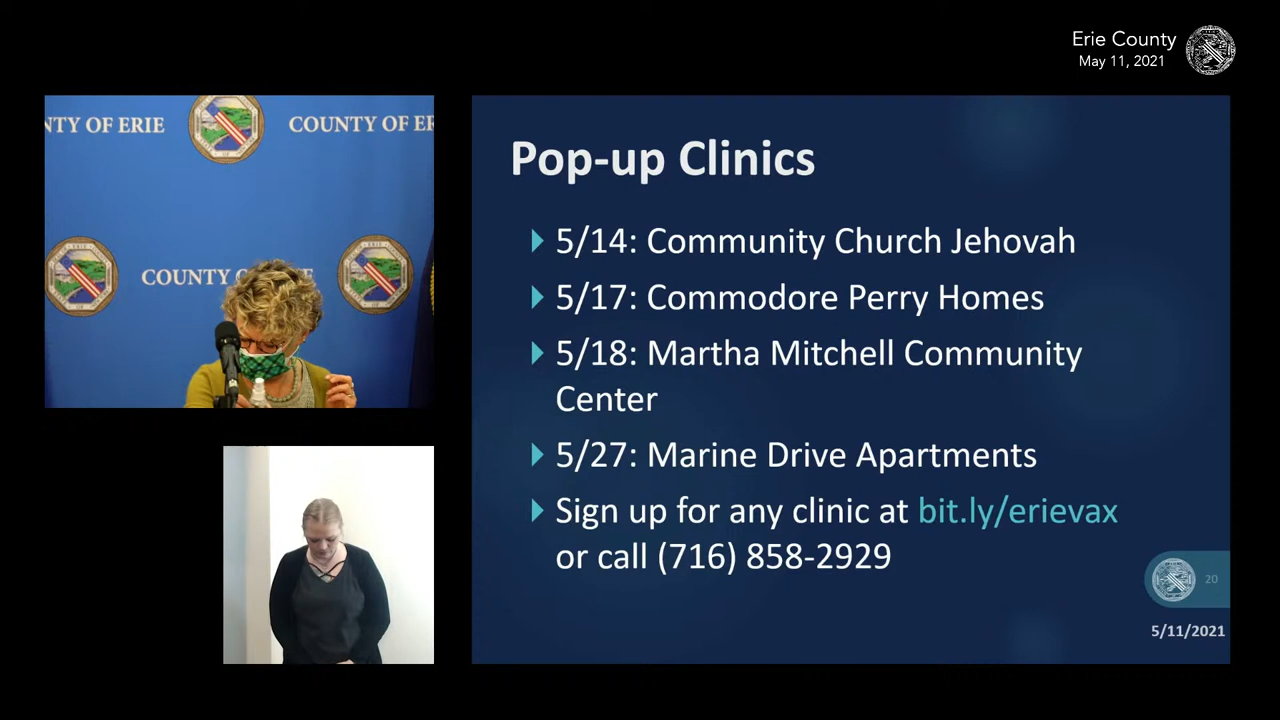 Erie County
May 11, 2021
NTY OF ERIE
COUNTY OF ER
COUNTY
E
Pop-up Clinics
5/14: Community Church Jehovah
5/17: Commodore Perry Homes
5/18: Martha Mitchell Community
Center
5/27: Marine Drive Apartments
Sign up for any clinic at bit.ly/erievax
or call (716) 858-2929
20
5/11/2021